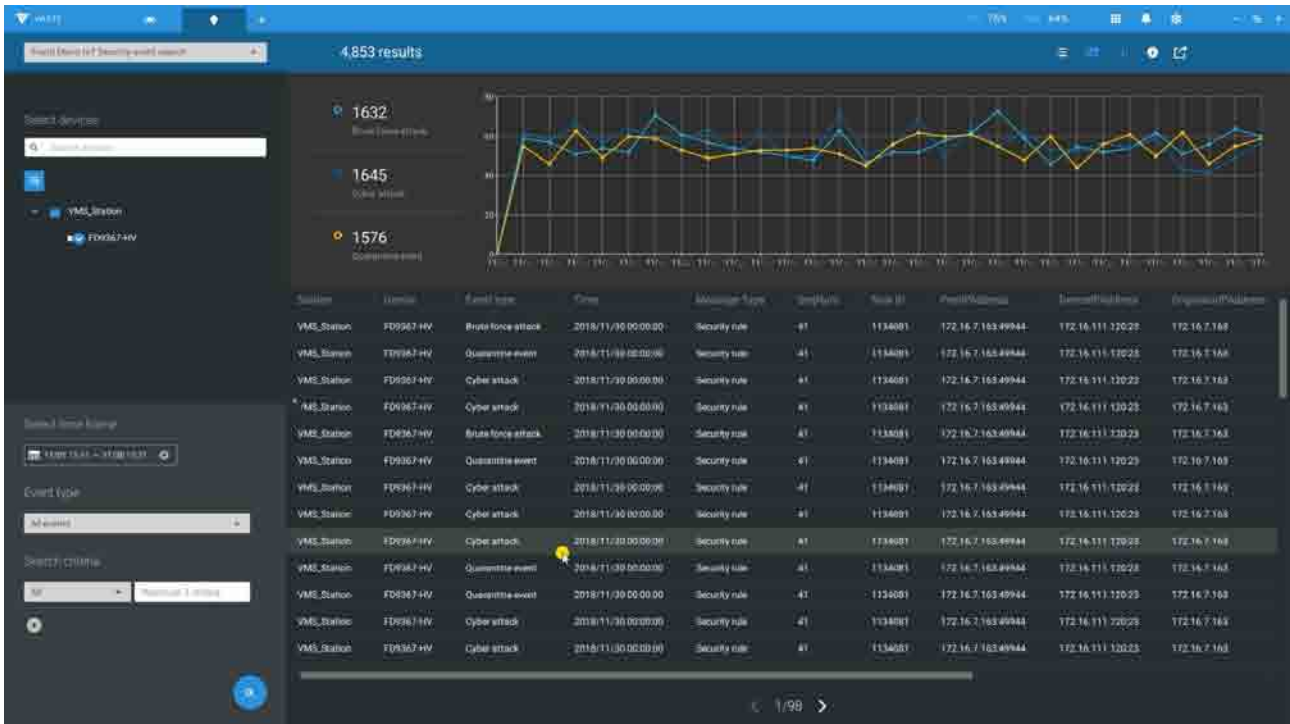 4,853 results
1632
Brute force attack
1645
Cyber attack
1576
Quarantine event
Select devices
VMS_Station
FD9367-HV
Select time frame
Event type
All events
Search criteria
All
Station Device Event type Time Message Type
VMS_Station FD9367-HV Brute force attack 2018/11/30 00:00:00 Security rule 41 1134081 172.16.7.163:49944 172.16.111.120:23 172.16.7.163
VMS_Station FD9367-HV Quarantine event 2018/11/30 00:00:00 Security rule 41 1134081 172.16.7.163:49944 172.16.111.120:23 172.16.7.163
VMS_Station FD9367-HV Cyber attack 2018/11/30 00:00:00 Security rule 41 1134081 172.16.7.163:49944 172.16.111.120:23 172.16.7.163
FD9367-HV Cyber attack 2018/11/30 00:00:00 Security rule 41 1134081 172.16.7.163:49944 172.16.111.120:23 172.16.7.163
VMS_Station FD9367-HV Brute force attack 2018/11/30 00:00:00 Security rule 41 1134081 172.16.7.163:49944 172.16.111.120:23 172.16.7.163
VMS_Station FD9367-HV Quarantine event 2018/11/30 00:00:00 Security rule 41 1134081 172.16.7.163:49944 172.16.111.120:23 172.16.7.163
VMS_Station FD9367-HV Cyber attack 2018/11/30 00:00:00 Security rule 41 1134081 172.16.7.163:49944 172.16.111.120:23 172.16.7.163
VMS_Station FD9367-HV Cyber attack 2018/11/30 00:00:00 Security rule 41 1134081 172.16.7.163:49944 172.16.111.120:23 172.16.7.163
VMS_Station FD9367-HV Cyber attack 2018/11/30 00:00:00 Security rule 41 1134081 172.16.7.163:49944 172.16.111.120:23 172.16.7.163
VMS_Station FD9367-HV Quarantine event 2018/11/30 00:00:00 Security rule 41 1134081 172.16.7.163:49944 172.16.111.120:23 172.16.7.163
VMS_Station FD9367-HV Quarantine event 2018/11/30 00:00:00 Security rule 41 1134081 172.16.7.163:49944 172.16.111.120:23 172.16.7.163
VMS_Station FD9367-HV Cyber attack 2018/11/30 00:00:00 Security rule 41 1134081 172.16.7.163:49944 172.16.111.120:23 172.16.7.163
VMS_Station FD9367-HV Cyber attack 2018/11/30 00:00:00 Security rule 41 1134081 172.16.7.163:49944 172.16.111.120:23 172.16.7.163
1/98